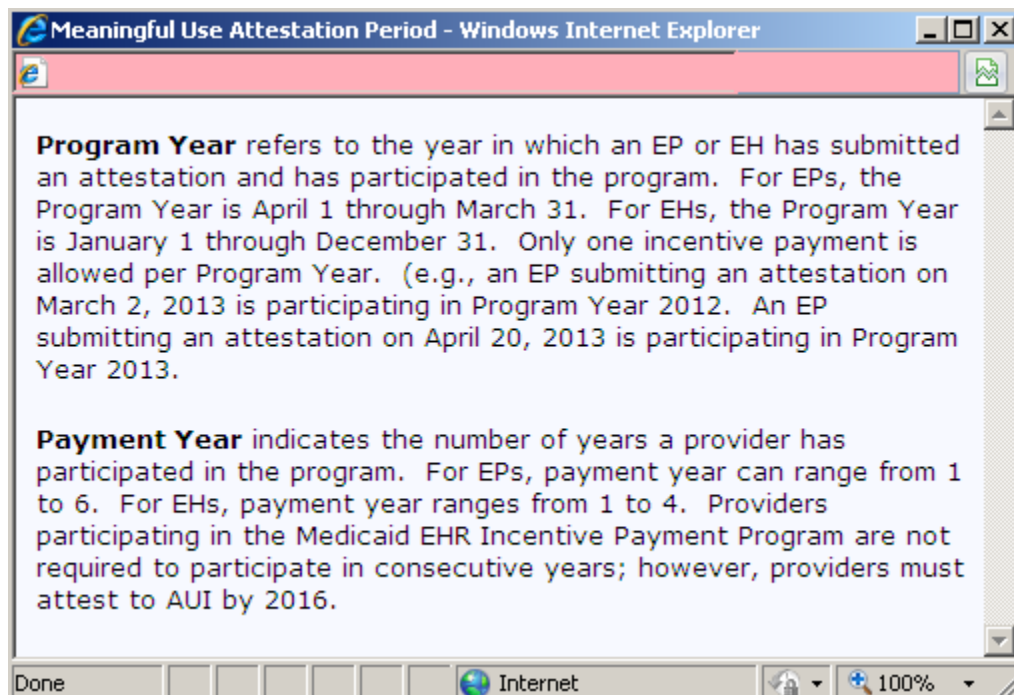 Meaningful Use Attestation Period - Windows Internet Explorer
Program Year refers to the year in which an EP or EH has submitted
an attestation and has participated in the program.  For EPs, the
Program Year is April 1 through March 31.  For EHs, the Program Year
is January 1 through December 31.  Only one incentive payment is
allowed per Program Year.  (e.g., an EP submitting an attestation on
March 2, 2013 is participating in Program Year 2012.  An EP
submitting an attestation on April 20, 2013 is participating in Program
Year 2013.
Payment Year indicates the number of years a provider has
participated in the program.  For EPs, payment year can range from 1
to 6.  For EHs, payment year ranges from 1 to 4.  Providers
participating in the Medicaid EHR Incentive Payment Program are not
required to participate in consecutive years; however, providers must
attest to AUI by 2016.
Done Internet 100%